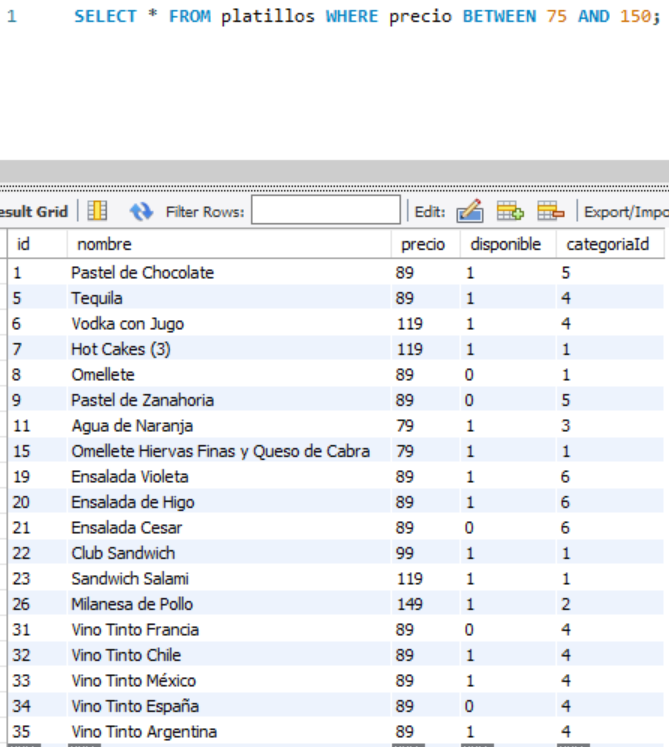 1 SELECT * FROM platillos WHERE precio BETWEEN 75 AND 150;
esult Grid Filter Rows: Edit: Export/Impo
id nombre precio disponible categoriaId
1 Pastel de Chocolate 89 1 5
5 Tequila 89 1 4
6 Vodka con Jugo 119 1 4
7 Hot Cakes (3) 119 1 1
8 Omellete 89 0 1
9 Pastel de Zanahoria 89 0 5
11 Agua de Naranja 79 1 3
15 Omellete Hiervas Finas y Queso de Cabra 79 1 1
19 Ensalada Violeta 89 1 6
20 Ensalada de Higo 89 1 6
21 Ensalada Cesar 89 0 6
22 Club Sandwich 99 1 1
23 Sandwich Salami 119 1 1
26 Milanesa de Pollo 149 1 2
31 Vino Tinto Francia 89 0 4
32 Vino Tinto Chile 89 1 4
33 Vino Tinto México 89 1 4
34 Vino Tinto España 89 0 4
35 Vino Tinto Argentina 89 1 4